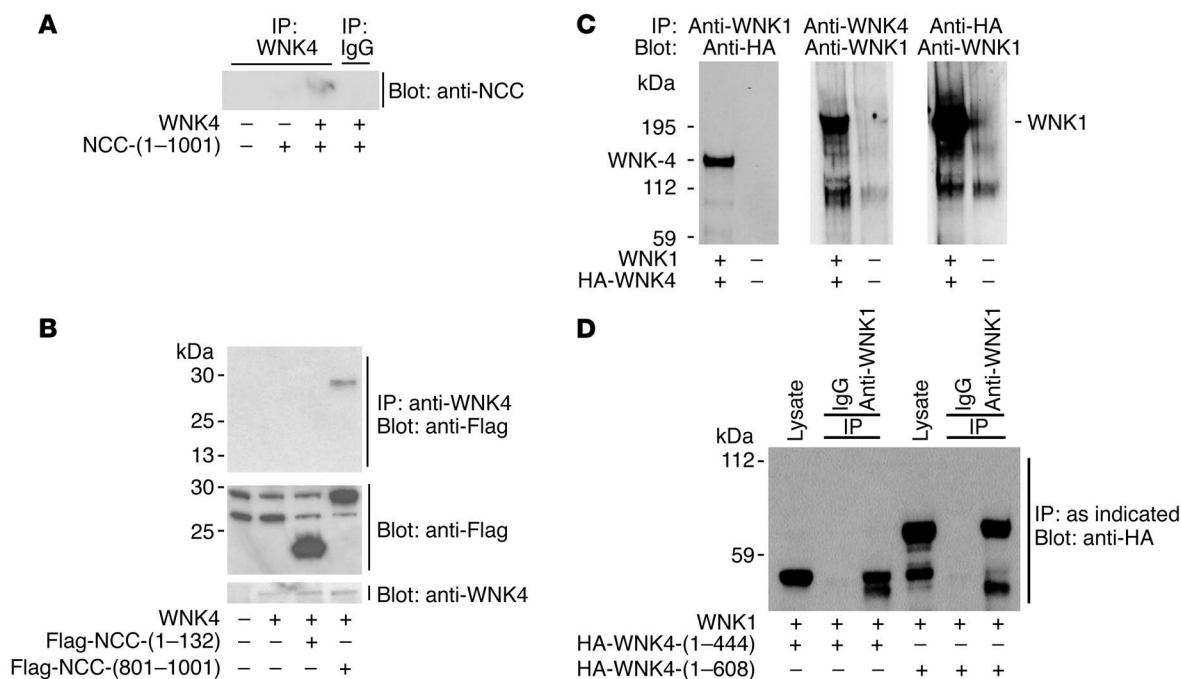 A
IP: WNK4
IP: IgG
Blot: anti-NCC
WNK4 – – + +
NCC-(1–1001) – + + +
B
kDa
30
25
13
IP: anti-WNK4
Blot: anti-Flag
30
25
Blot: anti-Flag
Blot: anti-WNK4
WNK4 – + + +
Flag-NCC-(1–132) – – + –
Flag-NCC-(801–1001) – – – +
C
IP: Anti-WNK1 Anti-WNK4 Anti-HA
Blot: Anti-HA Anti-WNK1 Anti-WNK1
kDa
195
WNK-4
112
59
- WNK1
WNK1 + – + – + –
HA-WNK4 + – + – + –
D
Lysate IgG Anti-WNK1 Lysate IgG Anti-WNK1
IP IP
kDa
112
59
IP: as indicated
Blot: anti-HA
WNK1 + + + + + +
HA-WNK4-(1–444) + + + – – –
HA-WNK4-(1–608) – – – + + +